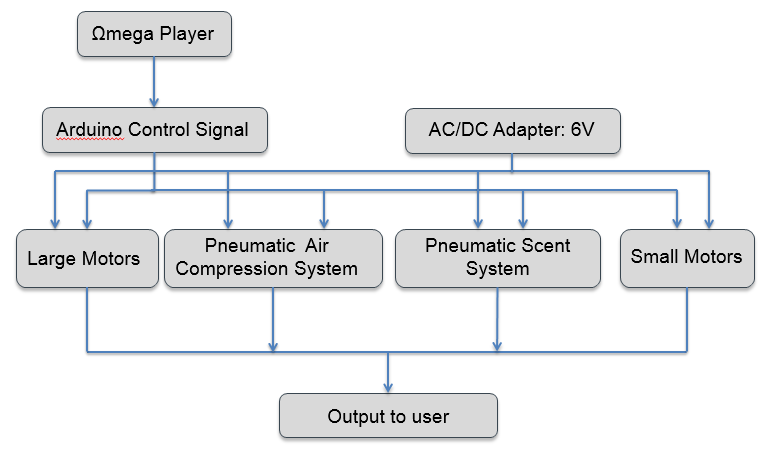 Ωmega Player
Arduino Control Signal
AC/DC Adapter: 6V
Large Motors
Pneumatic Air
Compression System
Pneumatic Scent
System
Small Motors
Output to user